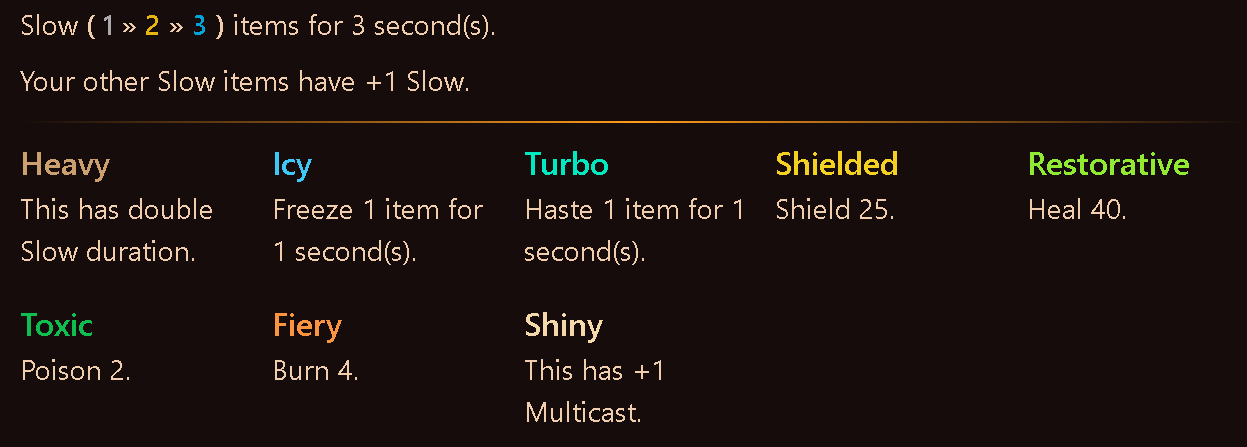 Slow ( 1 » 2 » 3 ) items for 3 second(s).
Your other Slow items have +1 Slow.
Heavy
This has double
Slow duration.
Icy
Freeze 1 item for
1 second(s).
Turbo
Haste 1 item for 1
second(s).
Shielded
Shield 25.
Restorative
Heal 40.
Toxic
Poison 2.
Fiery
Burn 4.
Shiny
This has +1
Multicast.